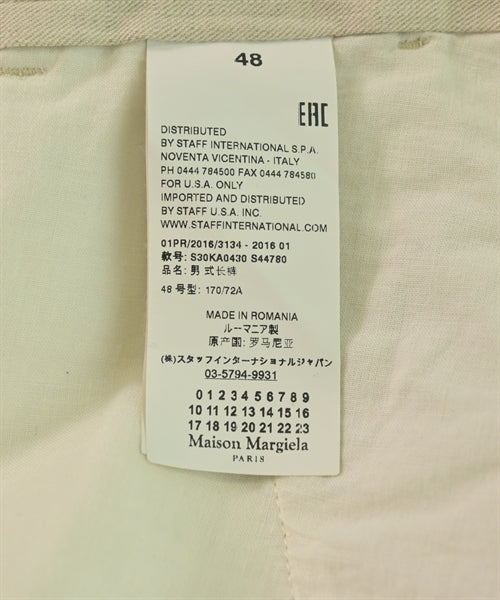 48
EAC
DISTRIBUTED
BY STAFF INTERNATIONAL S.P.A.
NOVENTA VICENTINA - ITALY
PH 0444 784500 FAX 0444 784580
FOR U.S.A. ONLY
IMPORTED AND DISTRIBUTED
BY STAFF U.S.A. INC.
WWW.STAFFINTERNATIONAL.COM
01PR/2016/3134 - 2016 01
款号: S30KA0430 S44780
品名: 男式长裤
48 号型: 170/72A
MADE IN ROMANIA
ルーマニア製
原产国: 罗马尼亚
(株)スタッフインターナショナルジャパン
03-5794-9931
0 1 2 3 4 5 6 7 8 9
10 11 12 13 14 15 16
17 18 19 20 21 22 23
Maison Margiela
PARIS